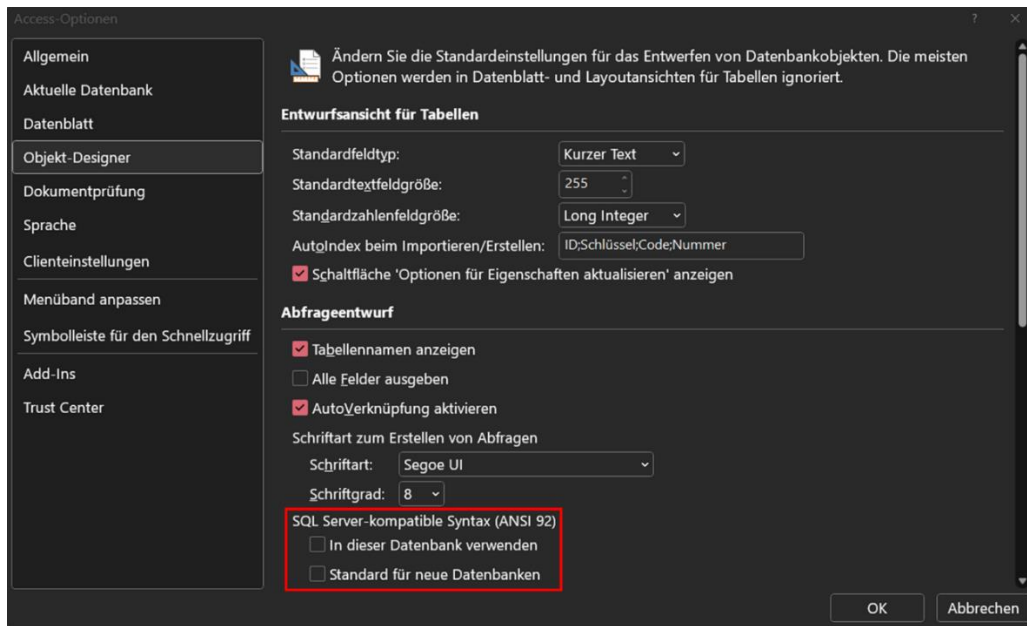 Access-Optionen
?
Allgemein
Aktuelle Datenbank
Datenblatt
Objekt-Designer
Dokumentprüfung
Sprache
Clienteinstellungen
Menüband anpassen
Symbolleiste für den Schnellzugriff
Add-Ins
Trust Center
Ändern Sie die Standardeinstellungen für das Entwerfen von Datenbankobjekten. Die meisten
Optionen werden in Datenblatt- und Layoutansichten für Tabellen ignoriert.
Entwurfsansicht für Tabellen
Standardfeldtyp: Kurzer Text
Standardtextfeldgröße: 255
Standardzahlenfeldgröße: Long Integer
AutoIndex beim Importieren/Erstellen: ID;Schlüssel;Code;Nummer
Schaltfläche 'Optionen für Eigenschaften aktualisieren' anzeigen
Abfrageentwurf
Tabellennamen anzeigen
Alle Felder ausgeben
AutoVerknüpfung aktivieren
Schriftart zum Erstellen von Abfragen
Schriftart: Segoe UI
Schriftgrad: 8
SQL Server-kompatible Syntax (ANSI 92)
In dieser Datenbank verwenden
Standard für neue Datenbanken
OK Abbrechen